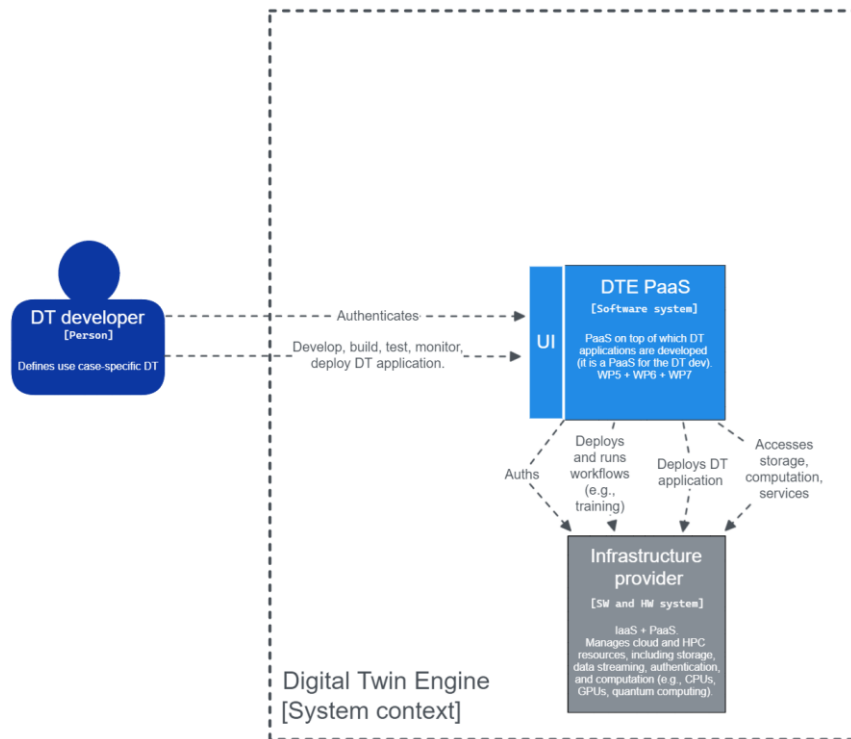 DT developer
[Person]
Defines use case-specific DT
Authenticates
Develop, build, test, monitor,
deploy DT application.
UI
DTE PaaS
[Software system]
PaaS on top of which DT
applications are developed
(it is a PaaS for the DT dev).
WP5 + WP6 + WP7
Auths
Deploys
and runs
workflows
(e.g.,
training)
Deploys DT
application
Accesses
storage,
computation,
services
Infrastructure
provider
[SW and HW system]
IaaS + PaaS.
Manages cloud and HPC
resources, including storage,
data streaming, authentication,
and computation (e.g., CPUs,
GPUs, quantum computing).
Digital Twin Engine
[System context]